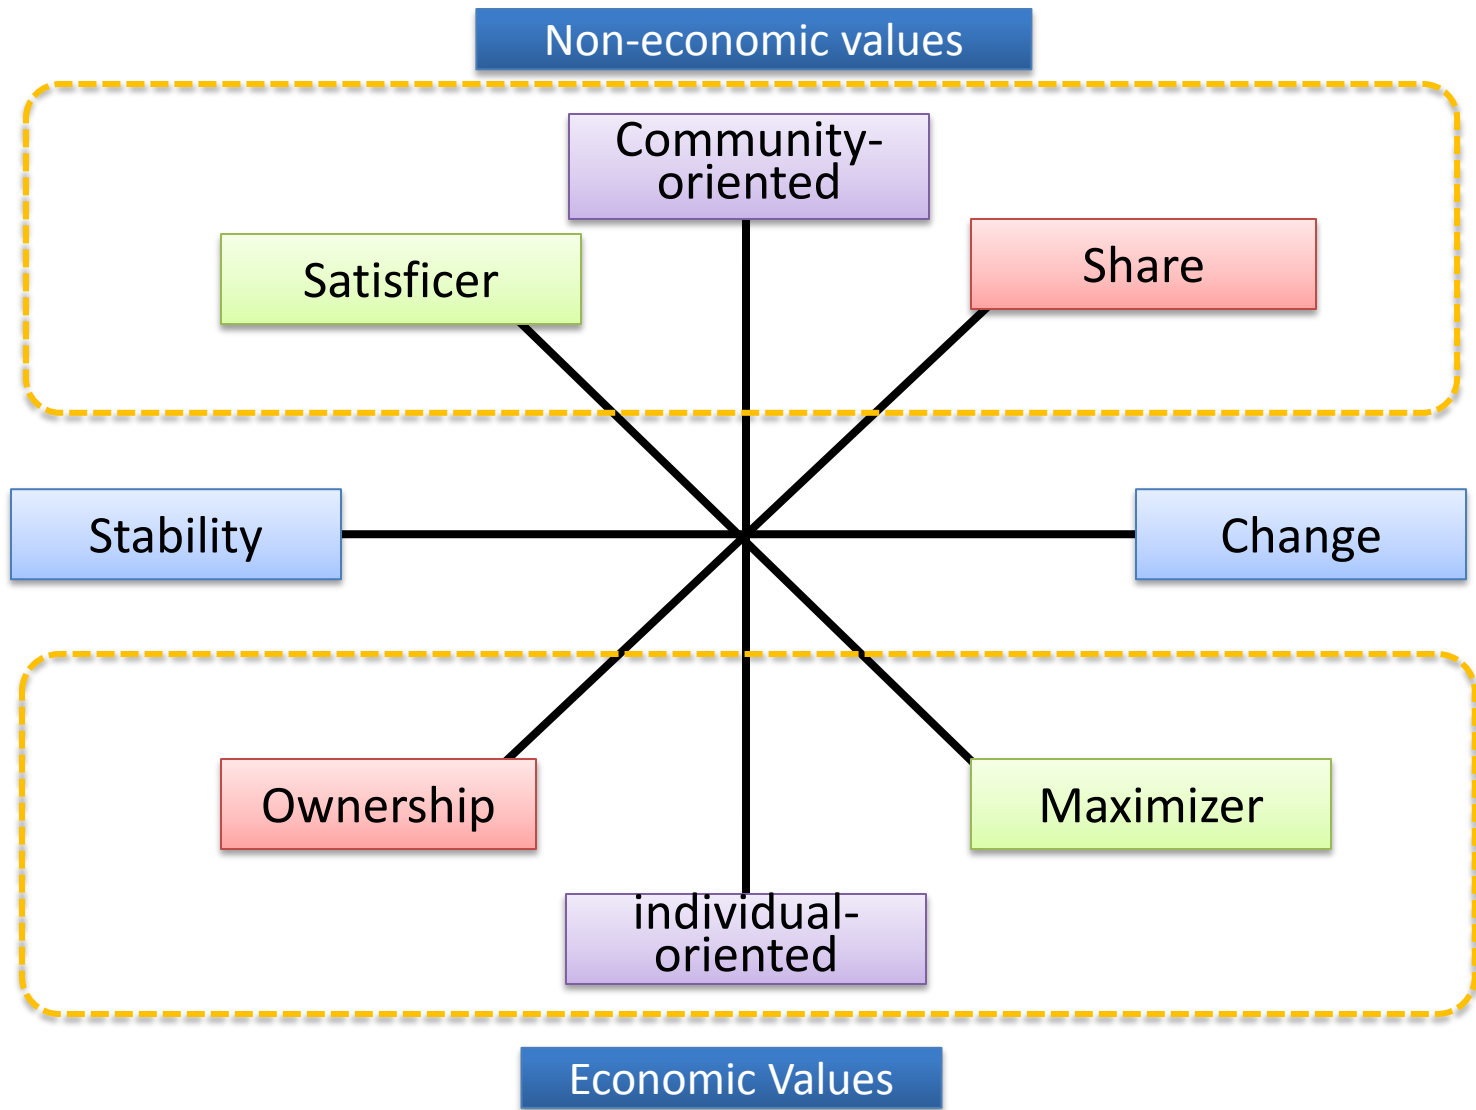 Non-economic values
Community-
oriented
Share
Satisficer
Stability
Change
Ownership
Maximizer
individual-
oriented
Economic Values